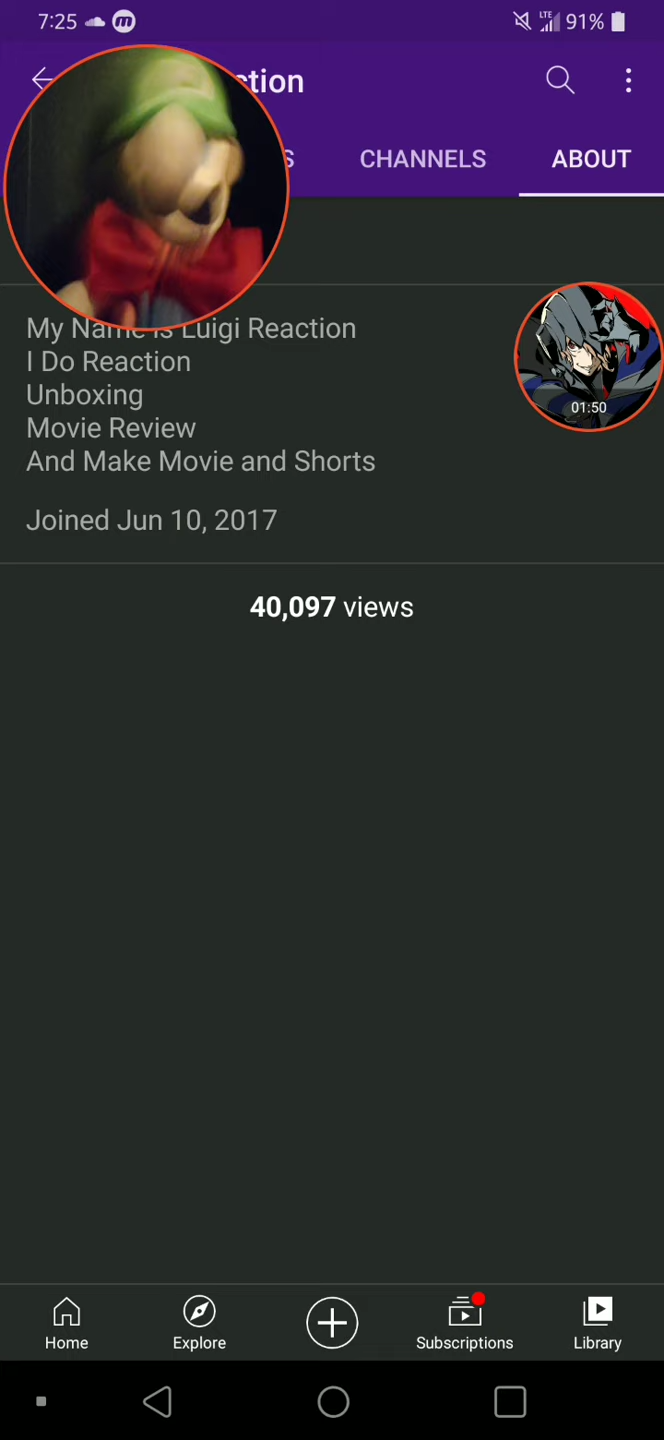 7:25 m LTE 91%
ction
S CHANNELS ABOUT
My Name is Luigi Reaction
I Do Reaction
Unboxing
01:50
Movie Review
And Make Movie and Shorts
Joined Jun 10, 2017
40,097 views
Home Explore Subscriptions Library